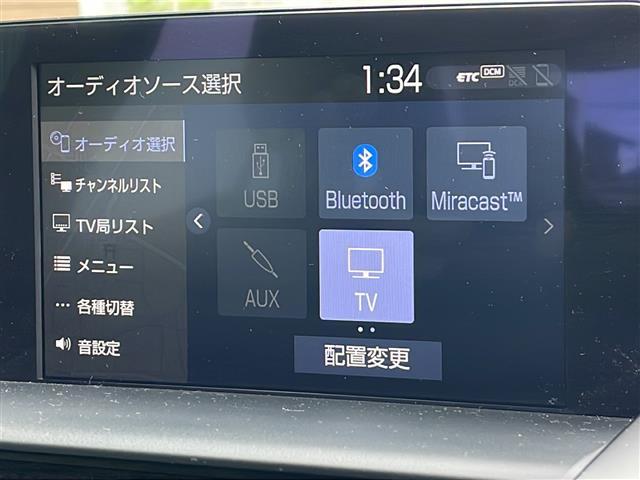 オーディオソース選択 1:34 ETC DCM
オーディオ選択
チャンネルリスト
TV局リスト
メニュー
各種切替
音設定
USB Bluetooth Miracast™
AUX TV
配置変更